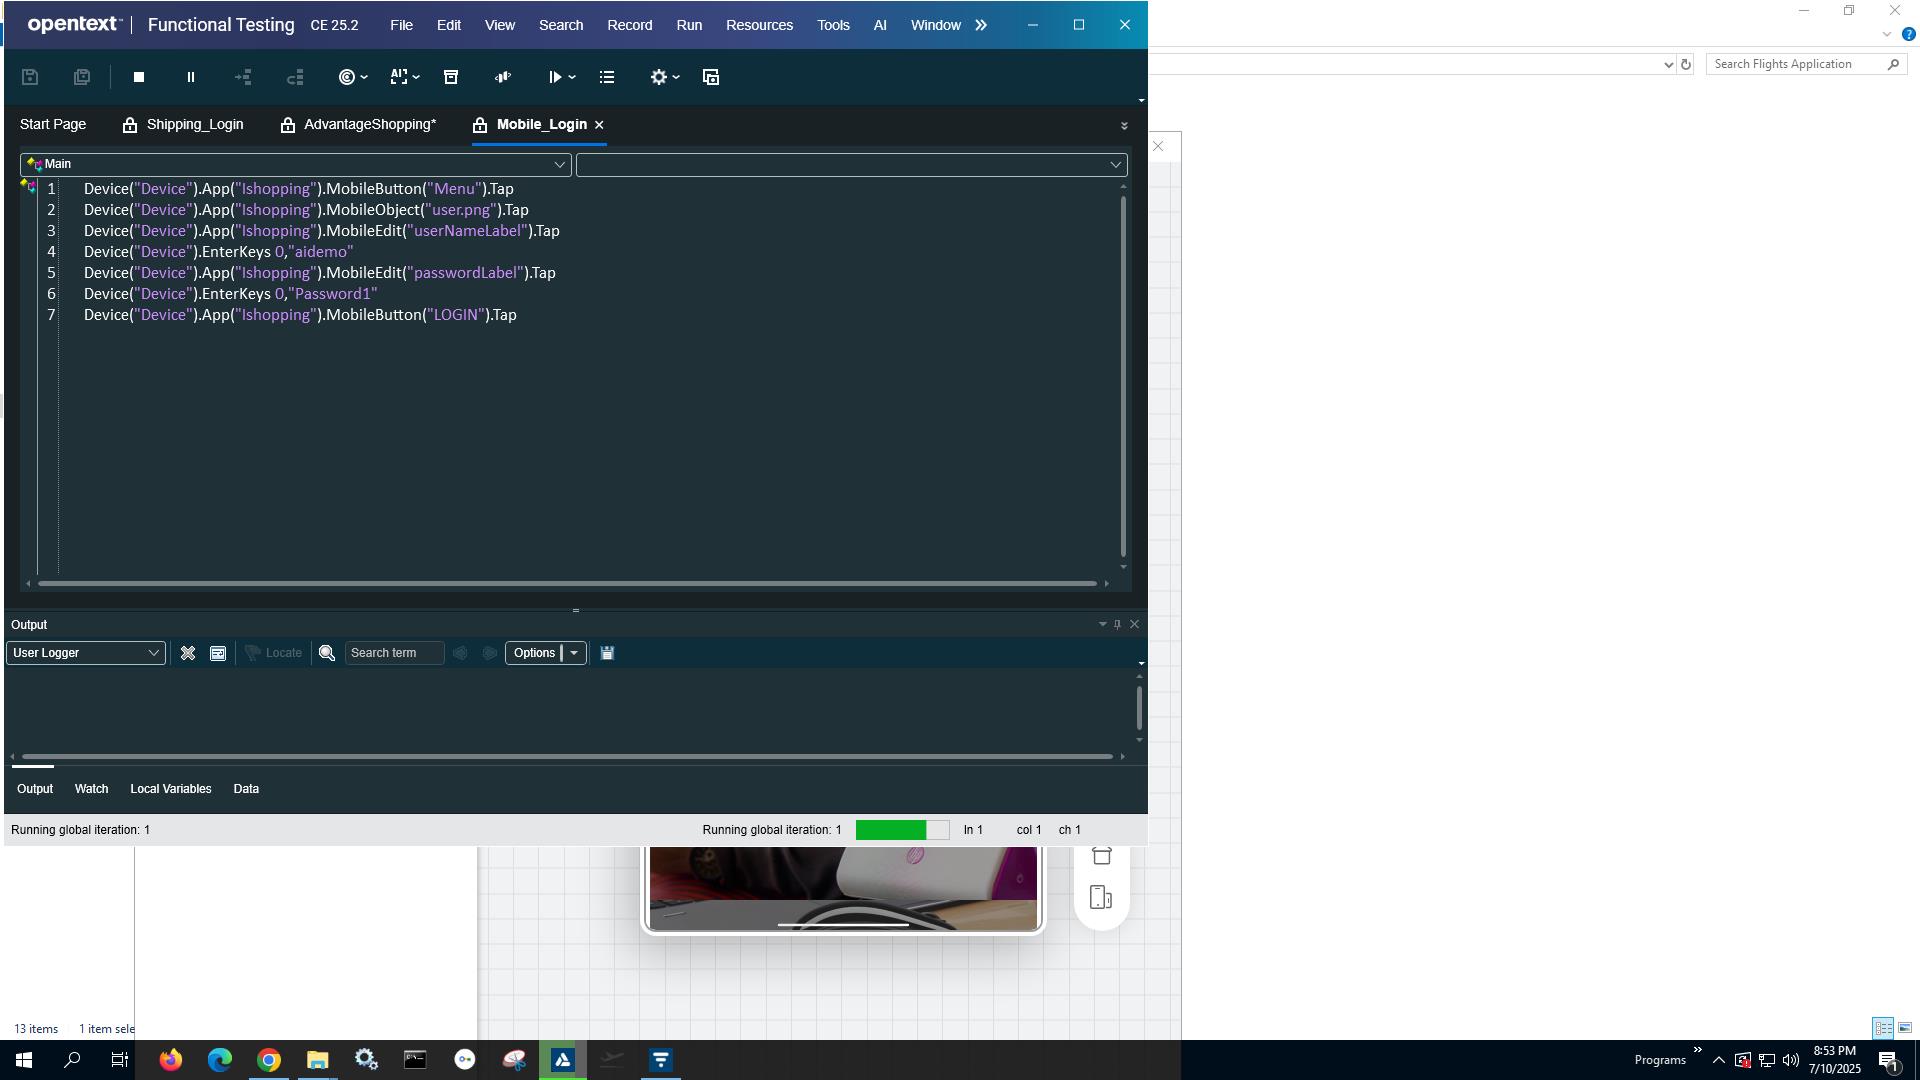 opentext™ | Functional Testing CE 25.2 File Edit View Search Record Run Resources Tools AI Window »
Search Flights Application
Start Page Shipping_Login AdvantageShopping* Mobile_Login
Main
1 Device("Device").App("Ishopping").MobileButton("Menu").Tap
2 Device("Device").App("Ishopping").MobileObject("user.png").Tap
3 Device("Device").App("Ishopping").MobileEdit("userNameLabel").Tap
4 Device("Device").EnterKeys 0,"aidemo"
5 Device("Device").App("Ishopping").MobileEdit("passwordLabel").Tap
6 Device("Device").EnterKeys 0,"Password1"
7 Device("Device").App("Ishopping").MobileButton("LOGIN").Tap
Output
User Logger Locate Search term Options
Output Watch Local Variables Data
Running global iteration: 1 Running global iteration: 1 ln 1 col 1 ch 1
13 items 1 item sele
Programs 8:53 PM
7/10/2025 1